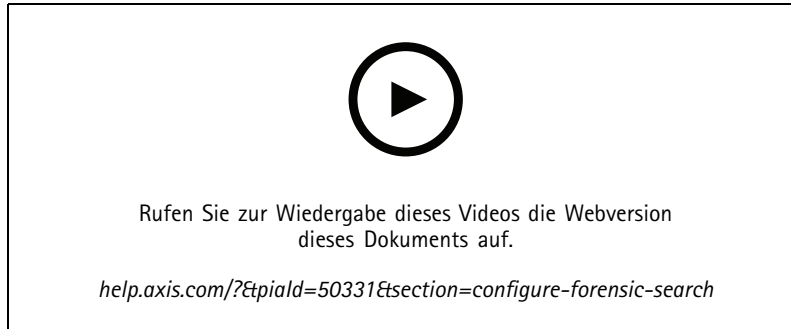 Rufen Sie zur Wiedergabe dieses Videos die Webversion
dieses Dokuments auf.
help.axis.com/?&piaId=50331&section=configure-forensic-search